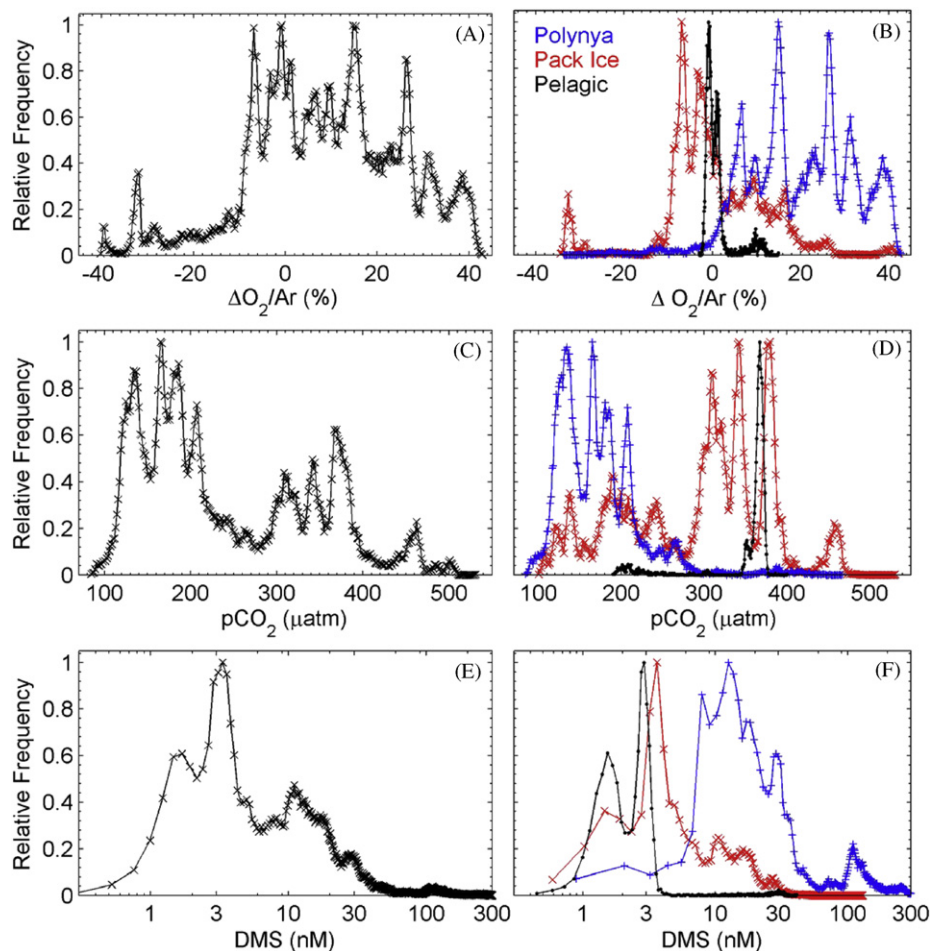 (A)
Relative Frequency
1
0.8
0.6
0.4
0.2
0
-40 -20 0 20 40
ΔO2/Ar (%)
(B)
Polynya
Pack Ice
Pelagic
-20 0 20 40
Δ O2/Ar (%)
(C)
Relative Frequency
1
0.8
0.6
0.4
0.2
0
100 200 300 400 500
pCO2 (μatm)
(D)
100 200 300 400 500
pCO2 (μatm)
(E)
Relative Frequency
1
0.8
0.6
0.4
0.2
0
1 3 10 30 100 300
DMS (nM)
(F)
1 3 10 30 100 300
DMS (nM)